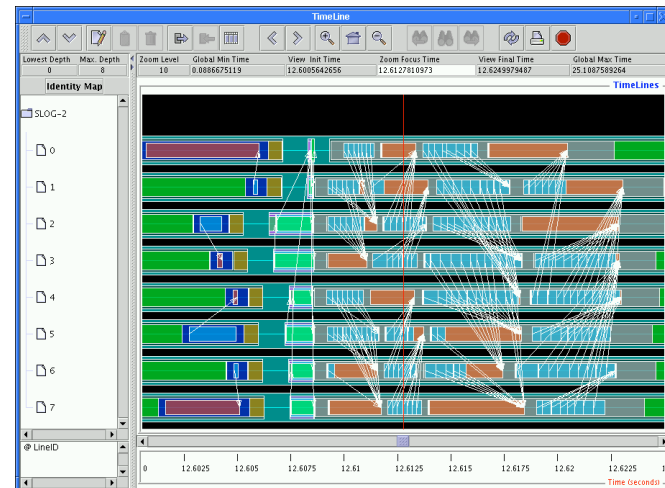 TimeLine
Lowest Depth Max. Depth Zoom Level Global Min Time View Init Time Zoom Focus Time View Final Time Global Max Time
0 8 10 0.0886675119 12.6005642656 12.6127810973 12.6249979487 25.1087589264
Identity Map
TimeLines
SLOG-2
0
1
2
3
4
5
6
7
@ LineID
0 12.6025 12.605 12.6075 12.61 12.6125 12.615 12.6175 12.62 12.6225
Time (seconds)